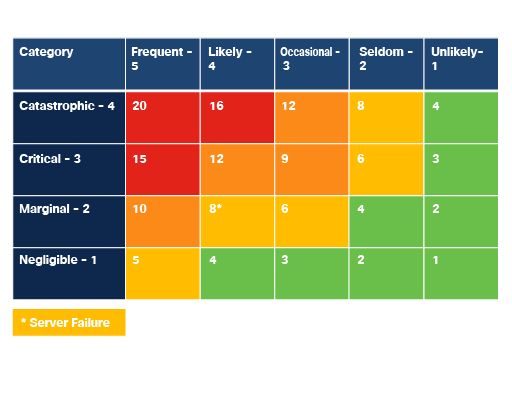 Category Frequent - 5 Likely - 4 Occasional - 3 Seldom - 2 Unlikely- 1
Catastrophic - 4 20 16 12 8 4
Critical - 3 15 12 9 6 3
Marginal - 2 10 8* 6 4 2
Negligible - 1 5 4 3 2 1
* Server Failure